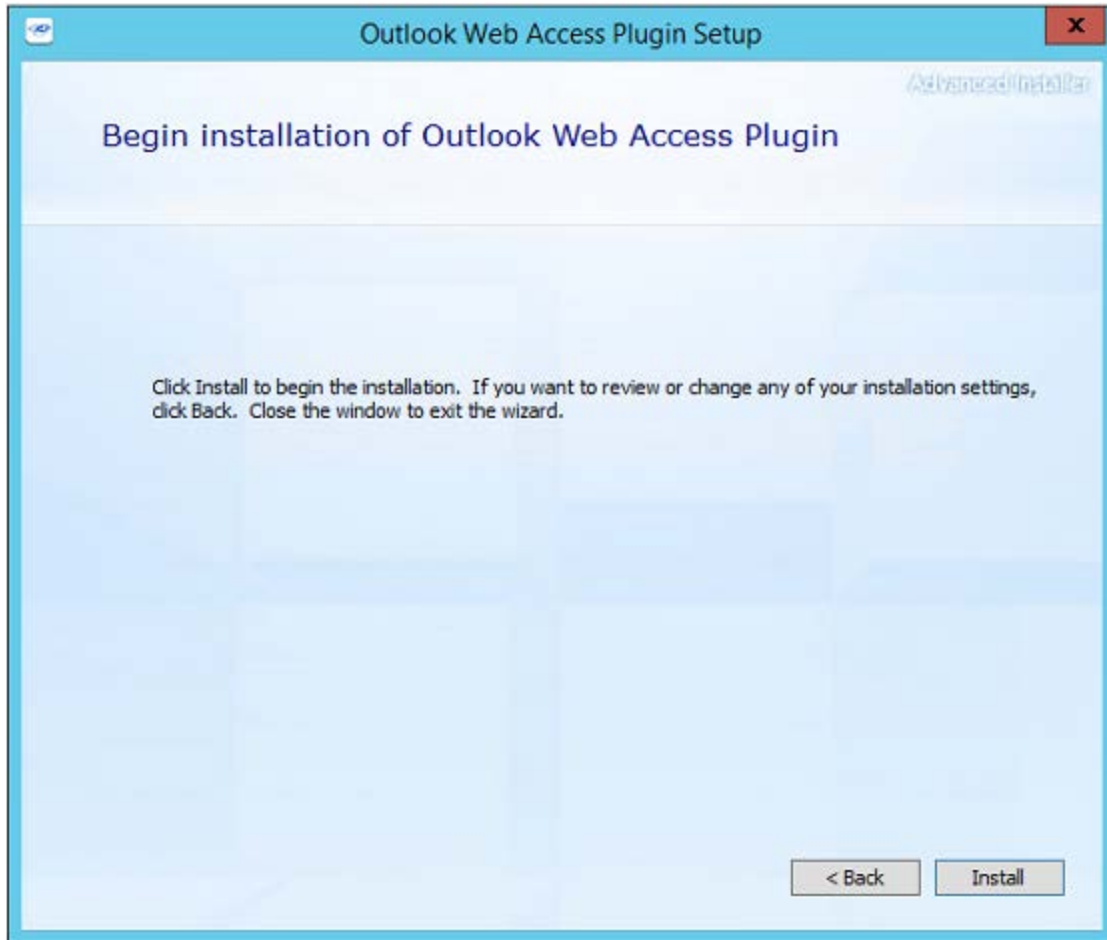 Outlook Web Access Plugin Setup
x
Advanced Installer
Begin installation of Outlook Web Access Plugin
Click Install to begin the installation.  If you want to review or change any of your installation settings,
click Back.  Close the window to exit the wizard.
< Back
Install